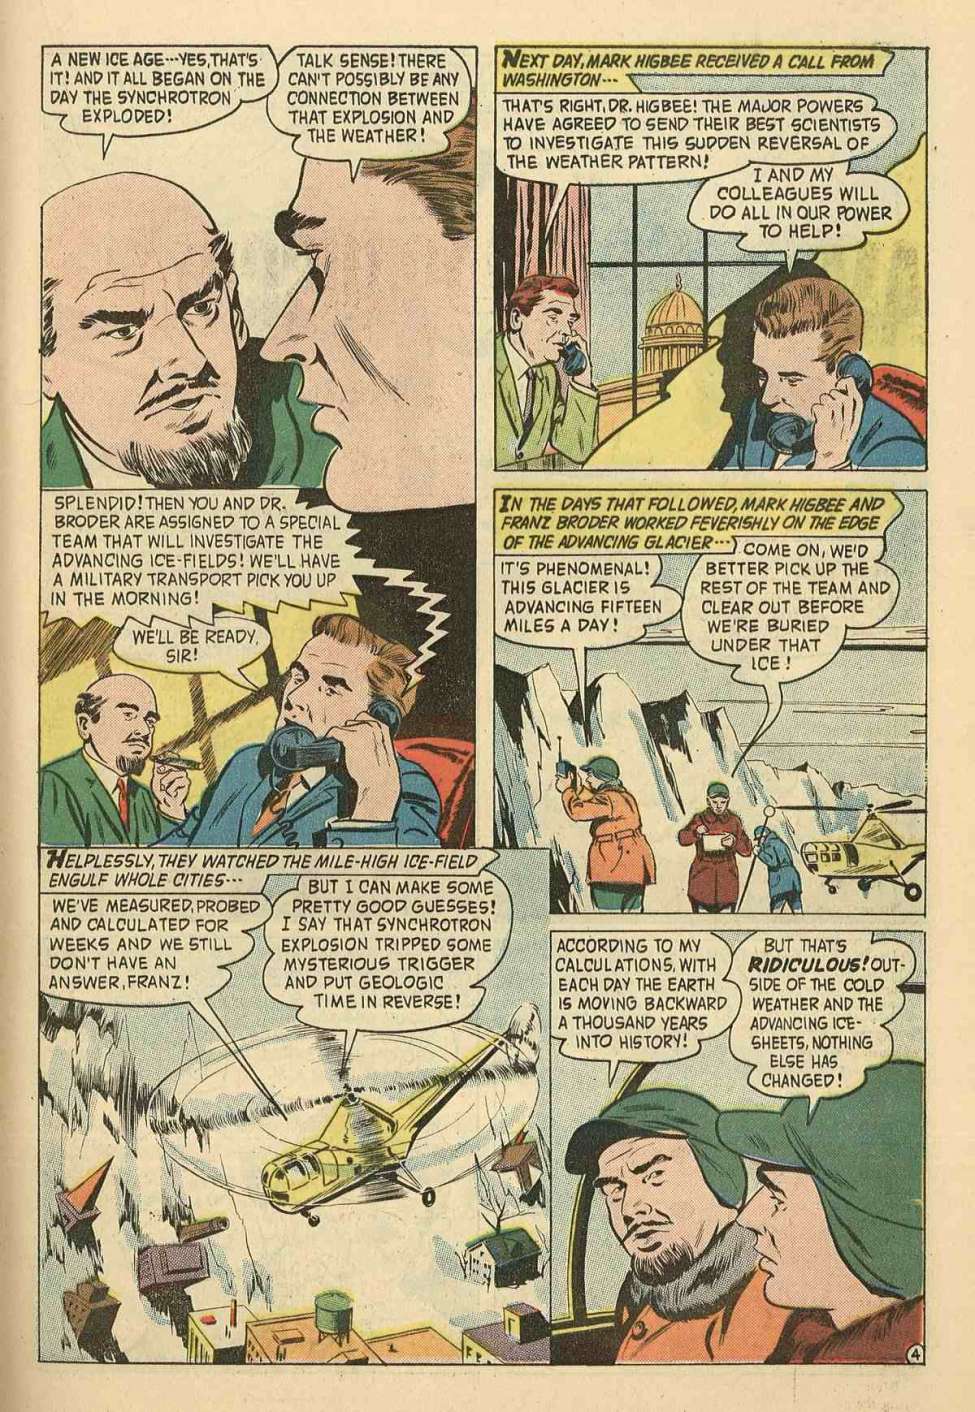 A NEW ICE AGE---YES, THAT'S
IT! AND IT ALL BEGAN ON THE
DAY THE SYNCHROTRON
EXPLODED!
TALK SENSE! THERE
CAN'T POSSIBLY BE ANY
CONNECTION BETWEEN
THAT EXPLOSION AND
THE WEATHER!
NEXT DAY, MARK HIGBEE RECEIVED A CALL FROM
WASHINGTON---
THAT'S RIGHT, DR. HIGBEE! THE MAJOR POWERS
HAVE AGREED TO SEND THEIR BEST SCIENTISTS
TO INVESTIGATE THIS SUDDEN REVERSAL OF
THE WEATHER PATTERN!
I AND MY
COLLEAGUES WILL
DO ALL IN OUR POWER
TO HELP!
SPLENDID! THEN YOU AND DR.
BRODER ARE ASSIGNED TO A SPECIAL
TEAM THAT WILL INVESTIGATE THE
ADVANCING ICE-FIELDS! WE'LL HAVE
A MILITARY TRANSPORT PICK YOU UP
IN THE MORNING!
WE'LL BE READY,
SIR!
IN THE DAYS THAT FOLLOWED, MARK HIGBEE AND
FRANZ BRODER WORKED FEVERISHLY ON THE EDGE
OF THE ADVANCING GLACIER---
IT'S PHENOMENAL!
THIS GLACIER IS
ADVANCING FIFTEEN
MILES A DAY!
COME ON, WE'D
BETTER PICK UP THE
REST OF THE TEAM AND
CLEAR OUT BEFORE
WE'RE BURIED
UNDER THAT
ICE!
HELPLESSLY, THEY WATCHED THE MILE-HIGH ICE-FIELD
ENGULF WHOLE CITIES---
WE'VE MEASURED, PROBED
AND CALCULATED FOR
WEEKS AND WE STILL
DON'T HAVE AN
ANSWER, FRANZ!
BUT I CAN MAKE SOME
PRETTY GOOD GUESSES!
I SAY THAT SYNCHROTRON
EXPLOSION TRIPPED SOME
MYSTERIOUS TRIGGER
AND PUT GEOLOGIC
TIME IN REVERSE!
ACCORDING TO MY
CALCULATIONS, WITH
EACH DAY THE EARTH
IS MOVING BACKWARD
A THOUSAND YEARS
INTO HISTORY!
BUT THAT'S
RIDICULOUS! OUT-
SIDE OF THE COLD
WEATHER AND THE
ADVANCING ICE-
SHEETS, NOTHING
ELSE HAS
CHANGED!
4